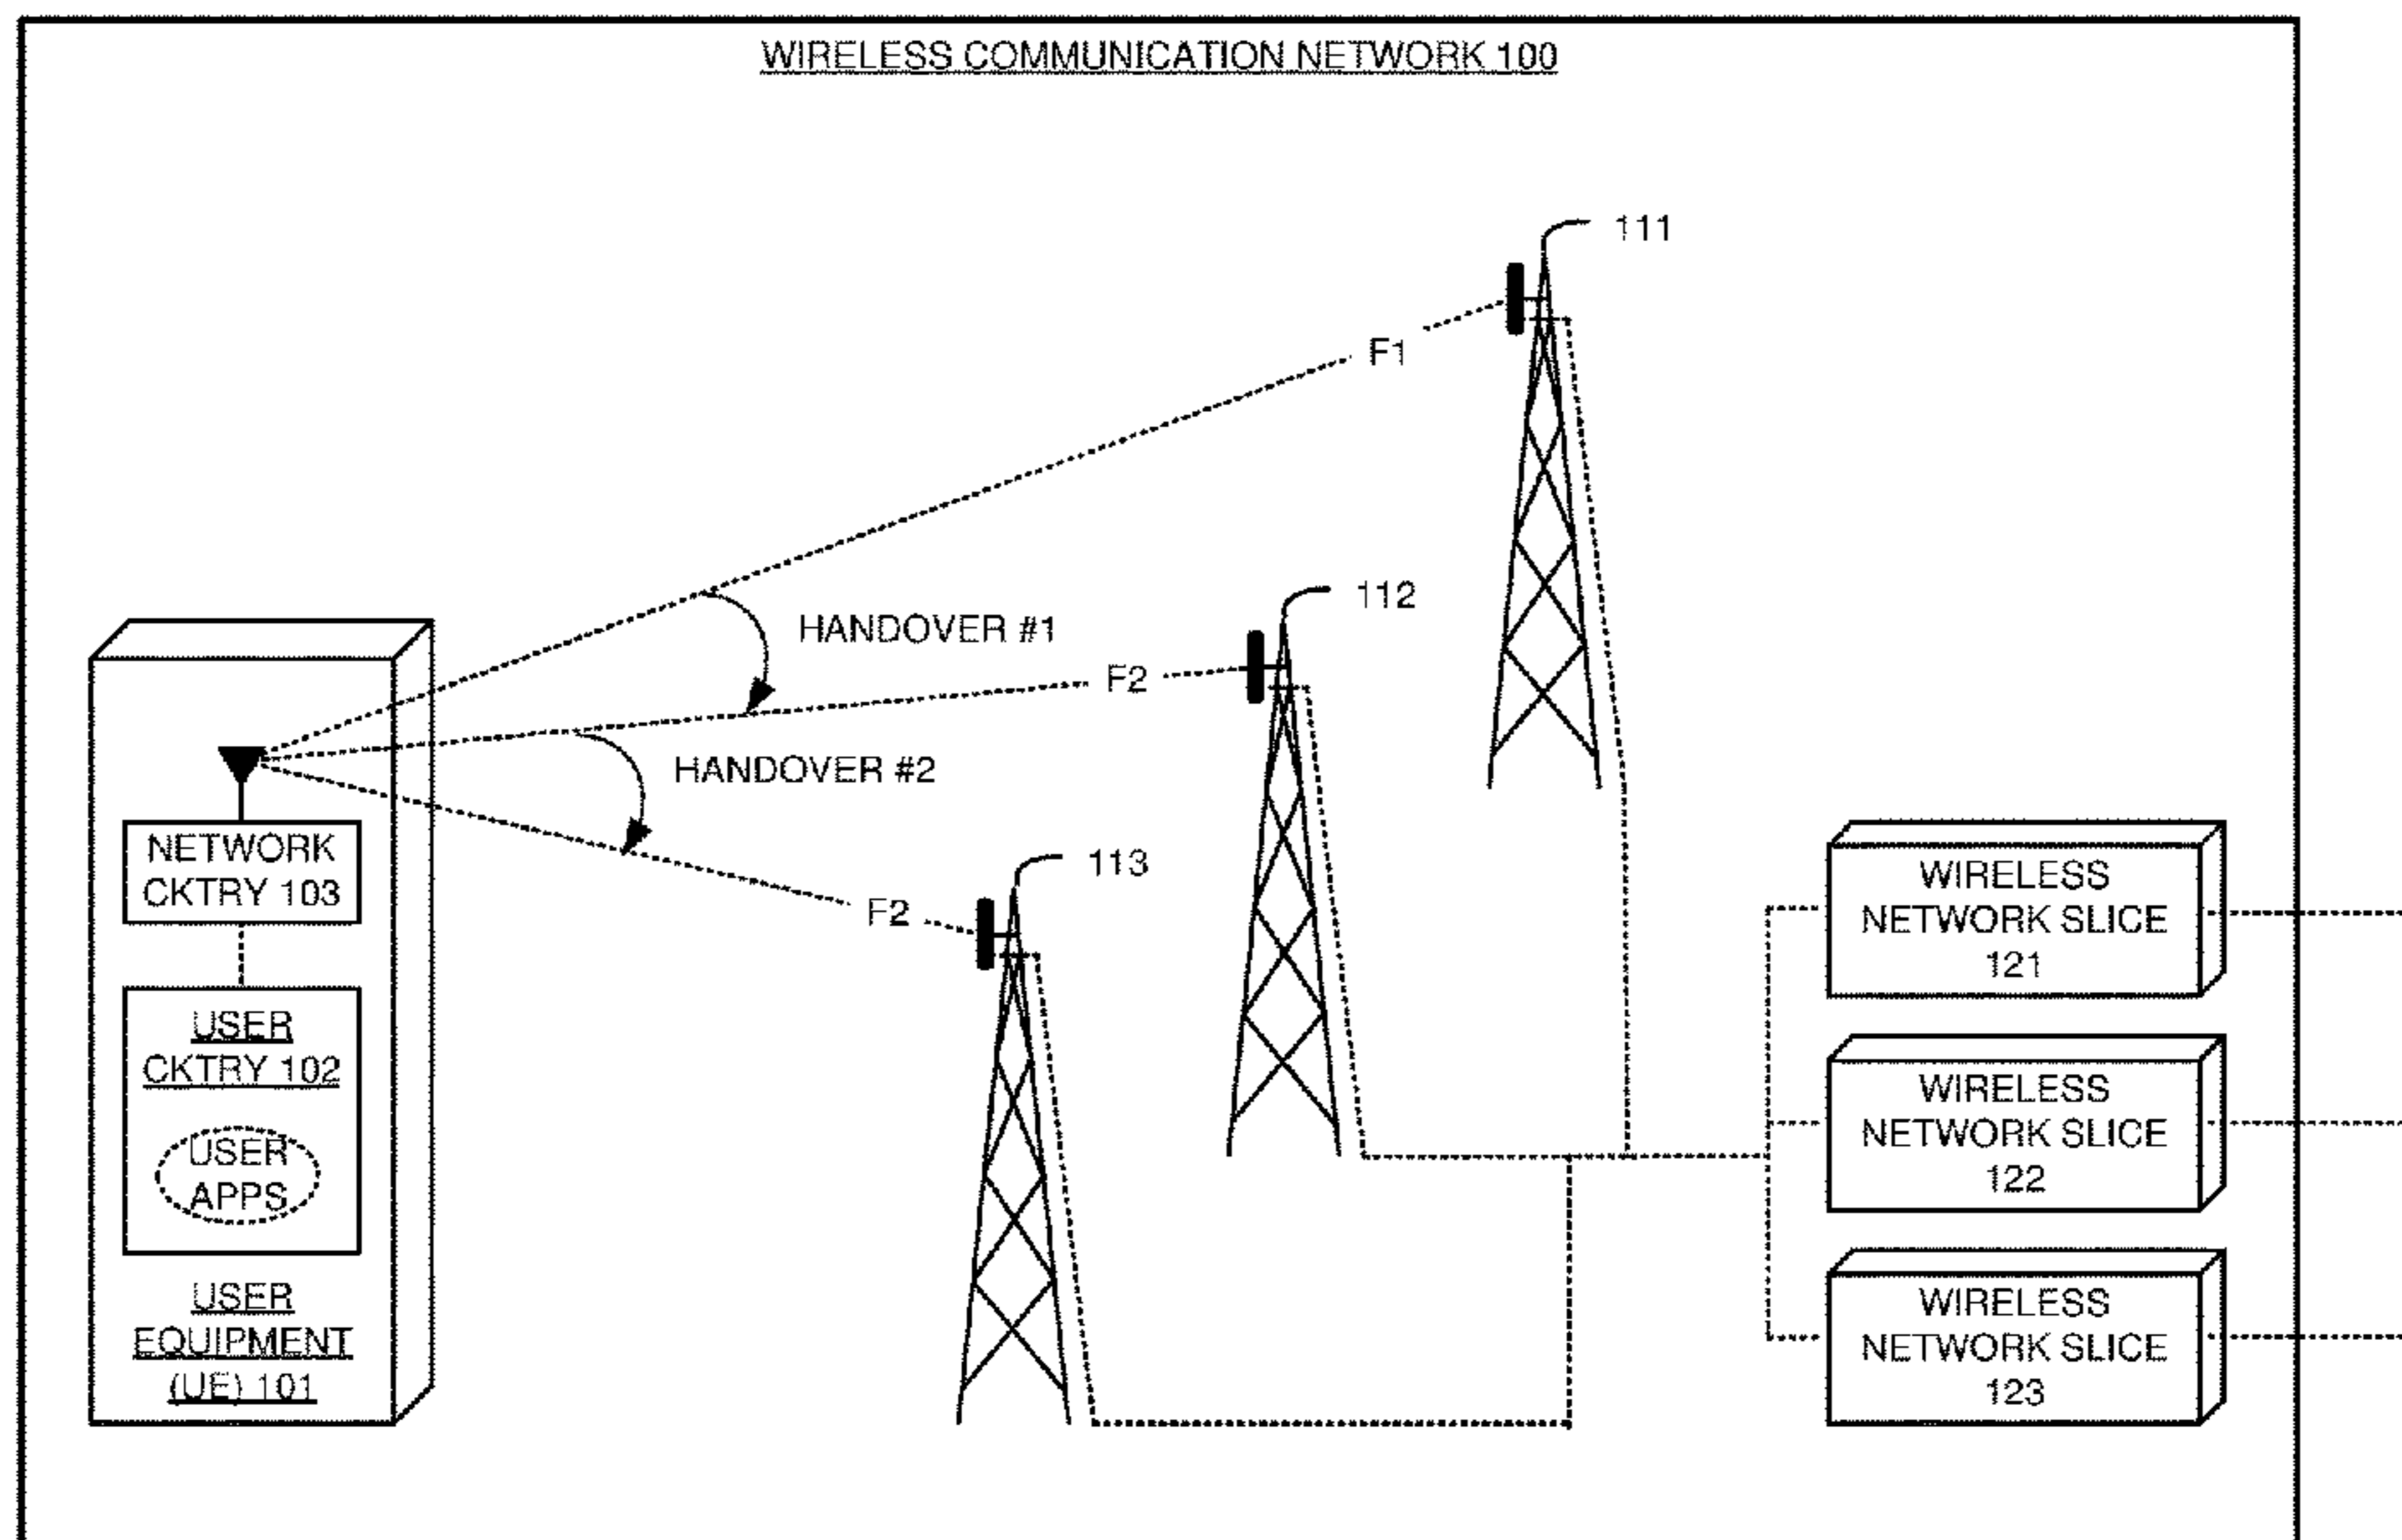 WIRELESS COMMUNICATION NETWORK 100
111
F1
112
HANDOVER #1
F2
HANDOVER #2
113
F2
NETWORK
CKTRY 103
USER
CKTRY 102
USER
APPS
USER
EQUIPMENT
(UE) 101
WIRELESS
NETWORK SLICE
121
WIRELESS
NETWORK SLICE
122
WIRELESS
NETWORK SLICE
123